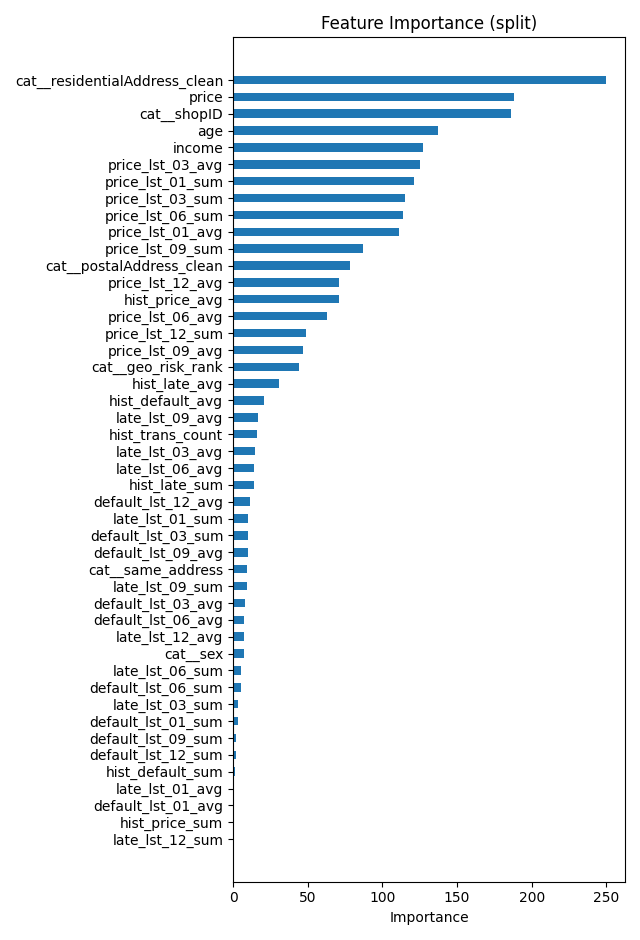 Feature Importance (split)
cat__residentialAddress_clean
price
cat__shopID
age
income
price_lst_03_avg
price_lst_01_sum
price_lst_03_sum
price_lst_06_sum
price_lst_01_avg
price_lst_09_sum
cat__postalAddress_clean
price_lst_12_avg
hist_price_avg
price_lst_06_avg
price_lst_12_sum
price_lst_09_avg
cat__geo_risk_rank
hist_late_avg
hist_default_avg
late_lst_09_avg
hist_trans_count
late_lst_03_avg
late_lst_06_avg
hist_late_sum
default_lst_12_avg
late_lst_01_sum
default_lst_03_sum
default_lst_09_avg
cat__same_address
late_lst_09_sum
default_lst_03_avg
default_lst_06_avg
late_lst_12_avg
cat__sex
late_lst_06_sum
default_lst_06_sum
late_lst_03_sum
default_lst_01_sum
default_lst_09_sum
default_lst_12_sum
hist_default_sum
late_lst_01_avg
default_lst_01_avg
hist_price_sum
late_lst_12_sum
0 50 100 150 200 250
Importance